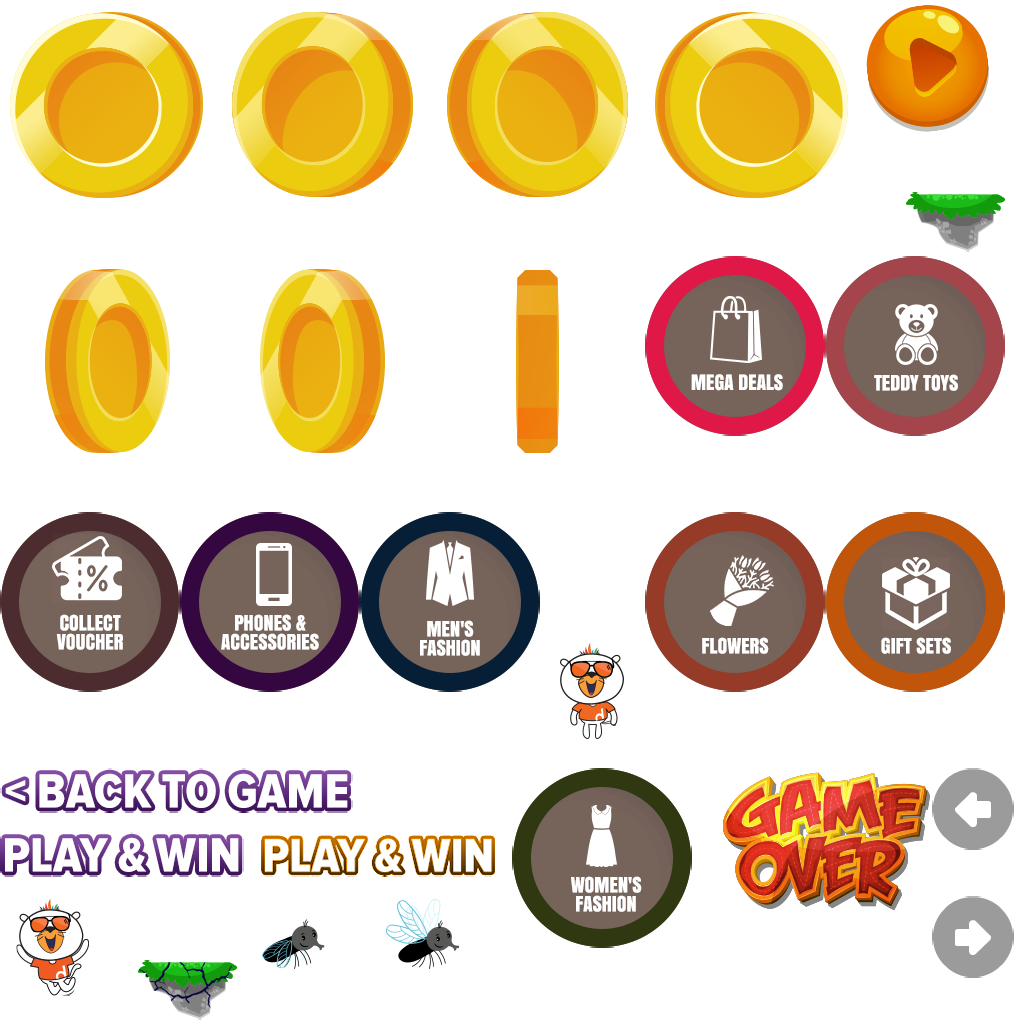 MEGA DEALS
TEDDY TOYS
COLLECT
VOUCHER
PHONES &
ACCESSORIES
MEN'S
FASHION
FLOWERS
GIFT SETS
d
< BACK TO GAME
PLAY & WIN
PLAY & WIN
WOMEN'S
FASHION
GAME
OVER
d